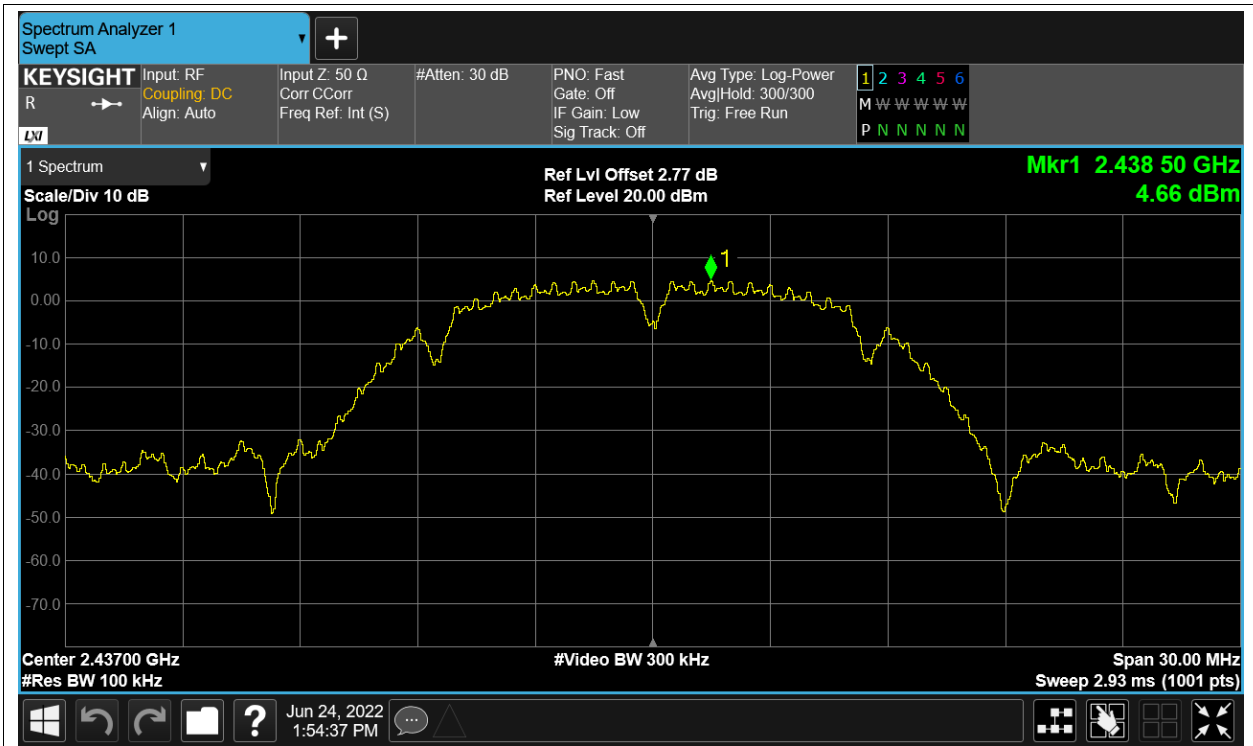 Spectrum Analyzer 1
Swept SA
+
KEYSIGHT
R
LXI
Input: RF
Coupling: DC
Align: Auto
Input Z: 50 Ω
Corr CCorr
Freq Ref: Int (S)
#Atten: 30 dB
PNO: Fast
Gate: Off
IF Gain: Low
Sig Track: Off
Avg Type: Log-Power
Avg|Hold: 300/300
Trig: Free Run
1 2 3 4 5 6
M W W W W W
P N N N N N
1 Spectrum
Scale/Div 10 dB
Log
Ref Lvl Offset 2.77 dB
Ref Level 20.00 dBm
Mkr1 2.438 50 GHz
4.66 dBm
1
10.0
0.00
-10.0
-20.0
-30.0
-40.0
-50.0
-60.0
-70.0
Center 2.43700 GHz
#Res BW 100 kHz
#Video BW 300 kHz
Span 30.00 MHz
Sweep 2.93 ms (1001 pts)
?
Jun 24, 2022
1:54:37 PM